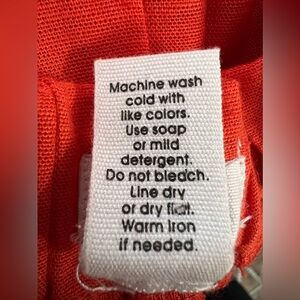 Machine wash
cold with
like colors.
Use soap
or mild
detergent.
Do not bleach.
Line dry
or dry flat.
Warm Iron
if needed.